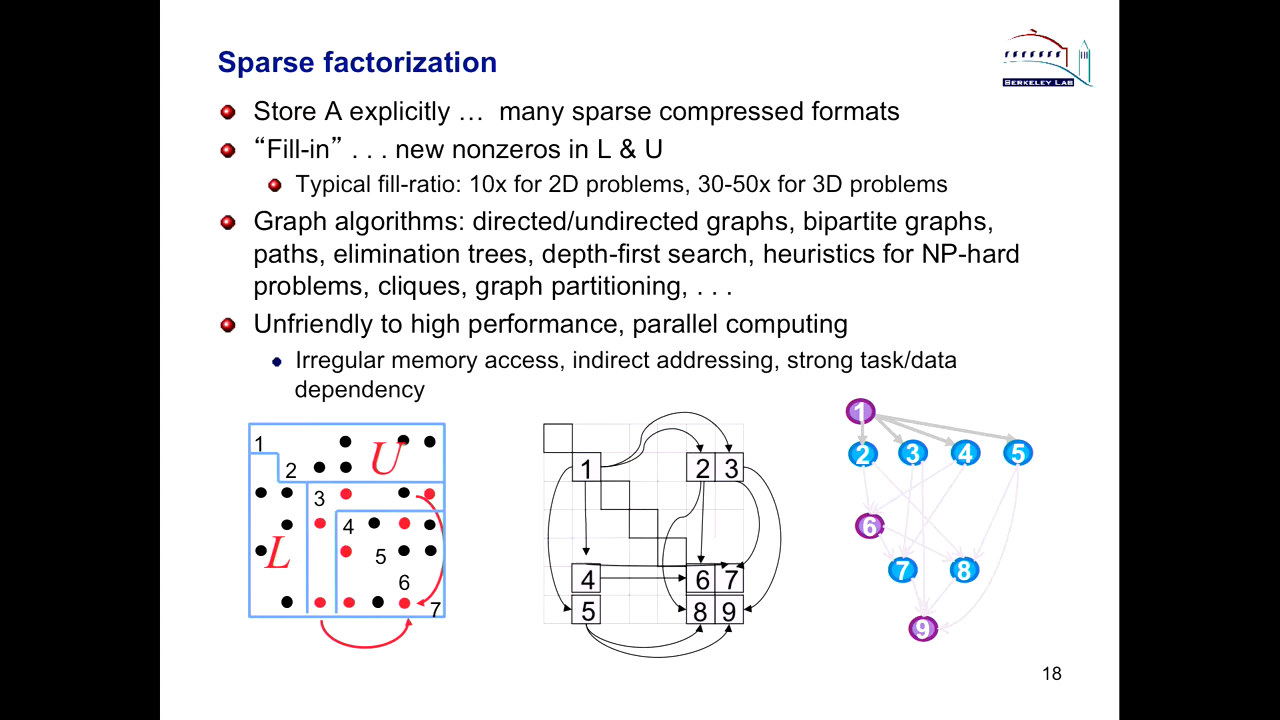 Sparse factorization
BERKELEY LAB
Store A explicitly … many sparse compressed formats
“Fill-in” . . . new nonzeros in L & U
Typical fill-ratio: 10x for 2D problems, 30-50x for 3D problems
Graph algorithms: directed/undirected graphs, bipartite graphs,
paths, elimination trees, depth-first search, heuristics for NP-hard
problems, cliques, graph partitioning, . . .
Unfriendly to high performance, parallel computing
Irregular memory access, indirect addressing, strong task/data
dependency
1
2
U
3
4
L
5
6
7
1 2 3
4 6 7
5 8 9
1
2 3 4 5
6
7 8
9
18